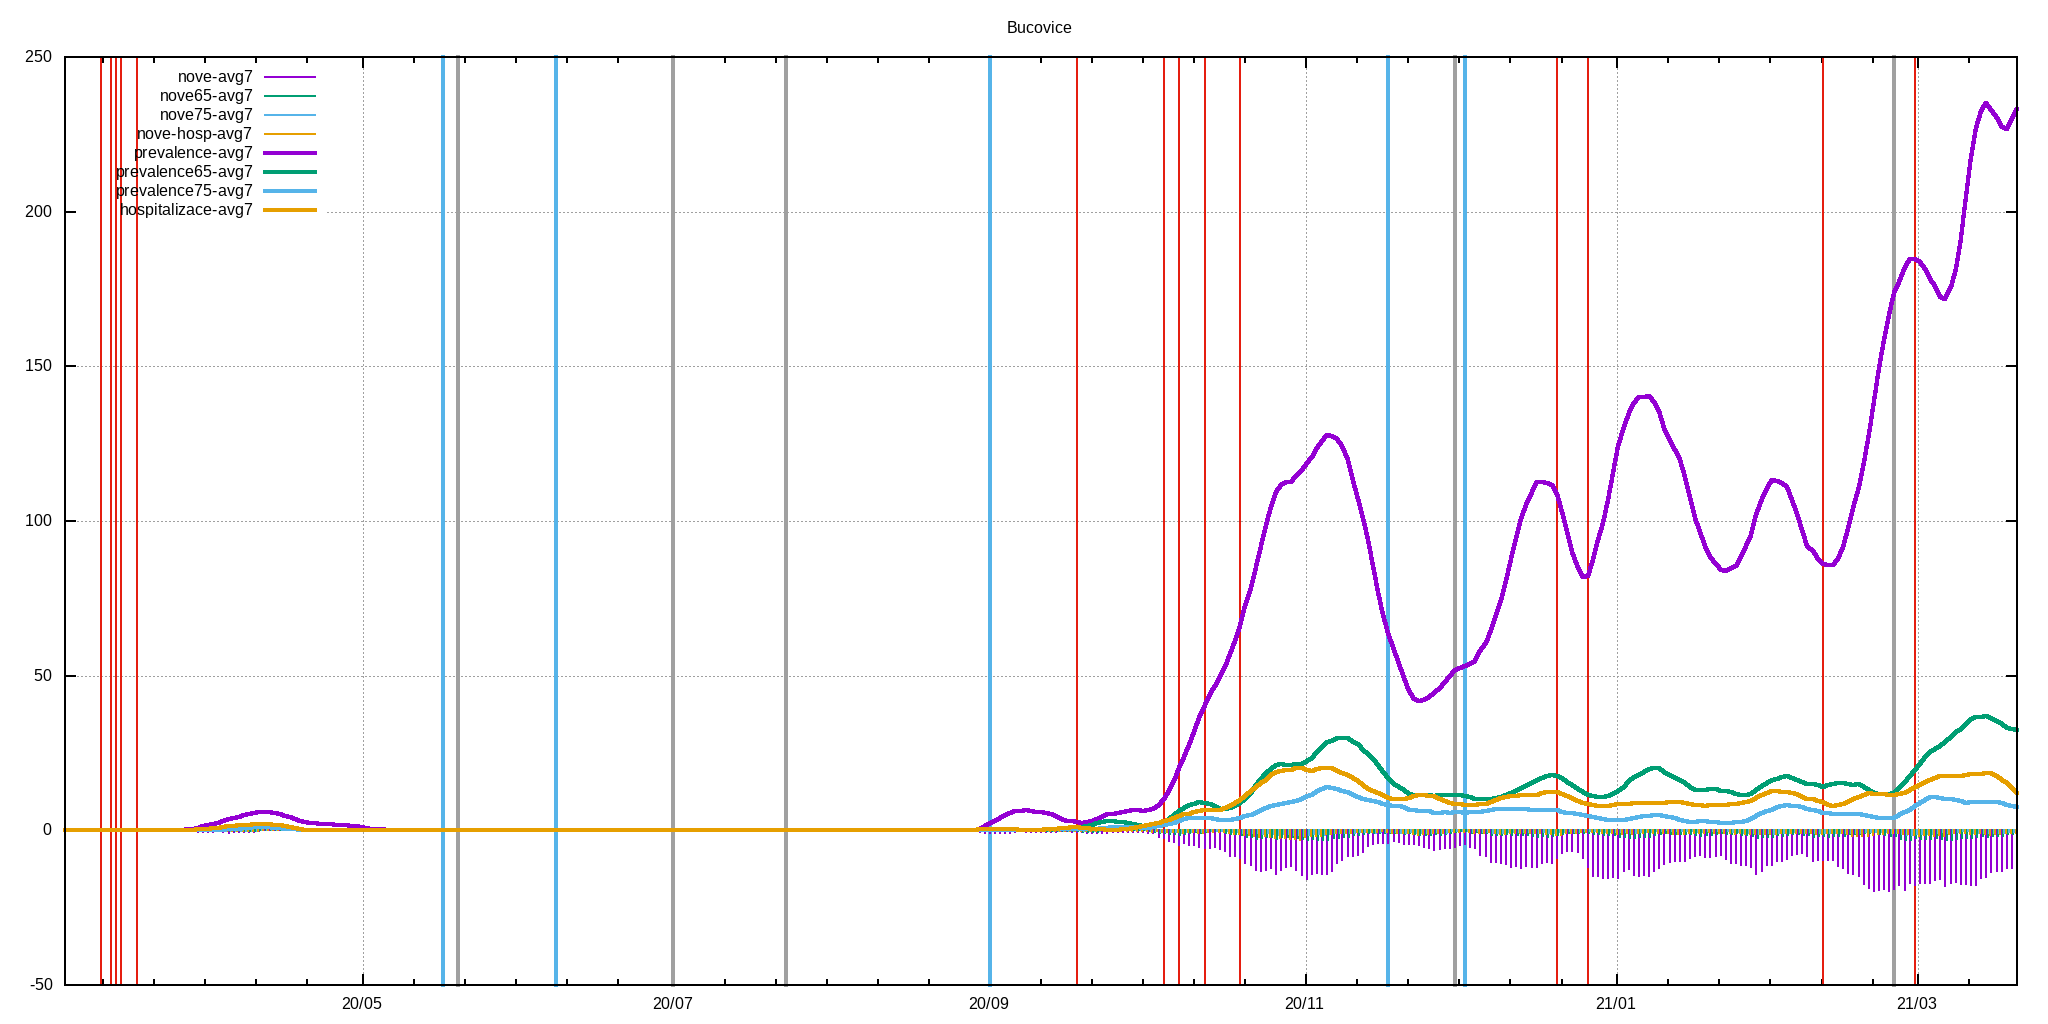 Bucovice
250
200
150
100
50
0
-50
nove-avg7
nove65-avg7
nove75-avg7
nove-hosp-avg7
prevalence-avg7
prevalence65-avg7
prevalence75-avg7
hospitalizace-avg7
20/05 20/07 20/09 20/11 21/01 21/03